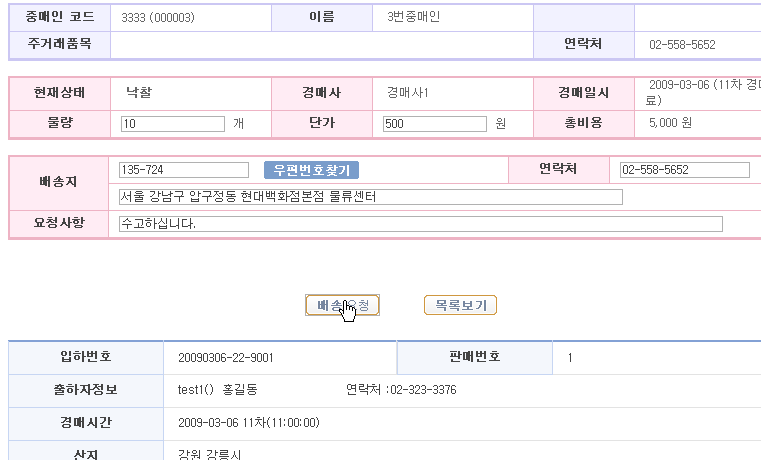 중매인 코드 3333 (000003) 이름 3번중매인
주거래품목 연락처 02-558-5652
현재상태 낙찰 경매사 경매사1 경매일시 2009-03-06 (11차
료)
물량 10 개 단가 500 원 총비용 5,000 원
배송지 135-724 우편번호찾기 연락처 02-558-5652
서울 강남구 압구정동 현대백화점본점 물류센터
요청사항 수고하십니다.
배송요청 목록보기
입하번호 20090306-22-9001 판매번호 1
출하자정보 test1() 홍길동 연락처 :02-323-3376
경매시간 2009-03-06 11차(11:00:00)
산지 강원 강릉시